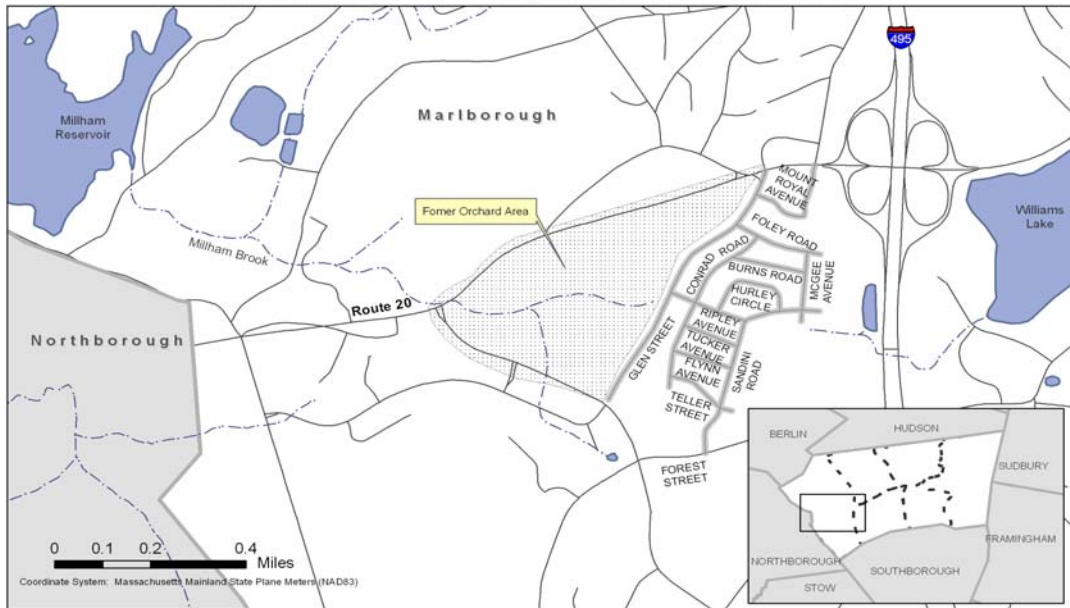 495
Millham
Reservoir
Marlborough
MOUNT
ROYAL
AVENUE
Fomer Orchard Area
Williams
Lake
FOLEY ROAD
Millham Brook
CONRAD ROAD
BURNS ROAD
MCGEE
AVENUE
HURLEY
CIRCLE
Route 20
RIPLEY
AVENUE
Northborough
GLEN STREET
TUCKER
AVENUE
FLYNN
AVENUE
SANDINI
ROAD
TELLER
STREET
FOREST
STREET
BERLIN
HUDSON
SUDBURY
FRAMINGHAM
NORTHBOROUGH
SOUTHBOROUGH
STOW
0 0.1 0.2 0.4
Miles
Coordinate System: Massachusetts Mainland State Plane Meters (NAD83)